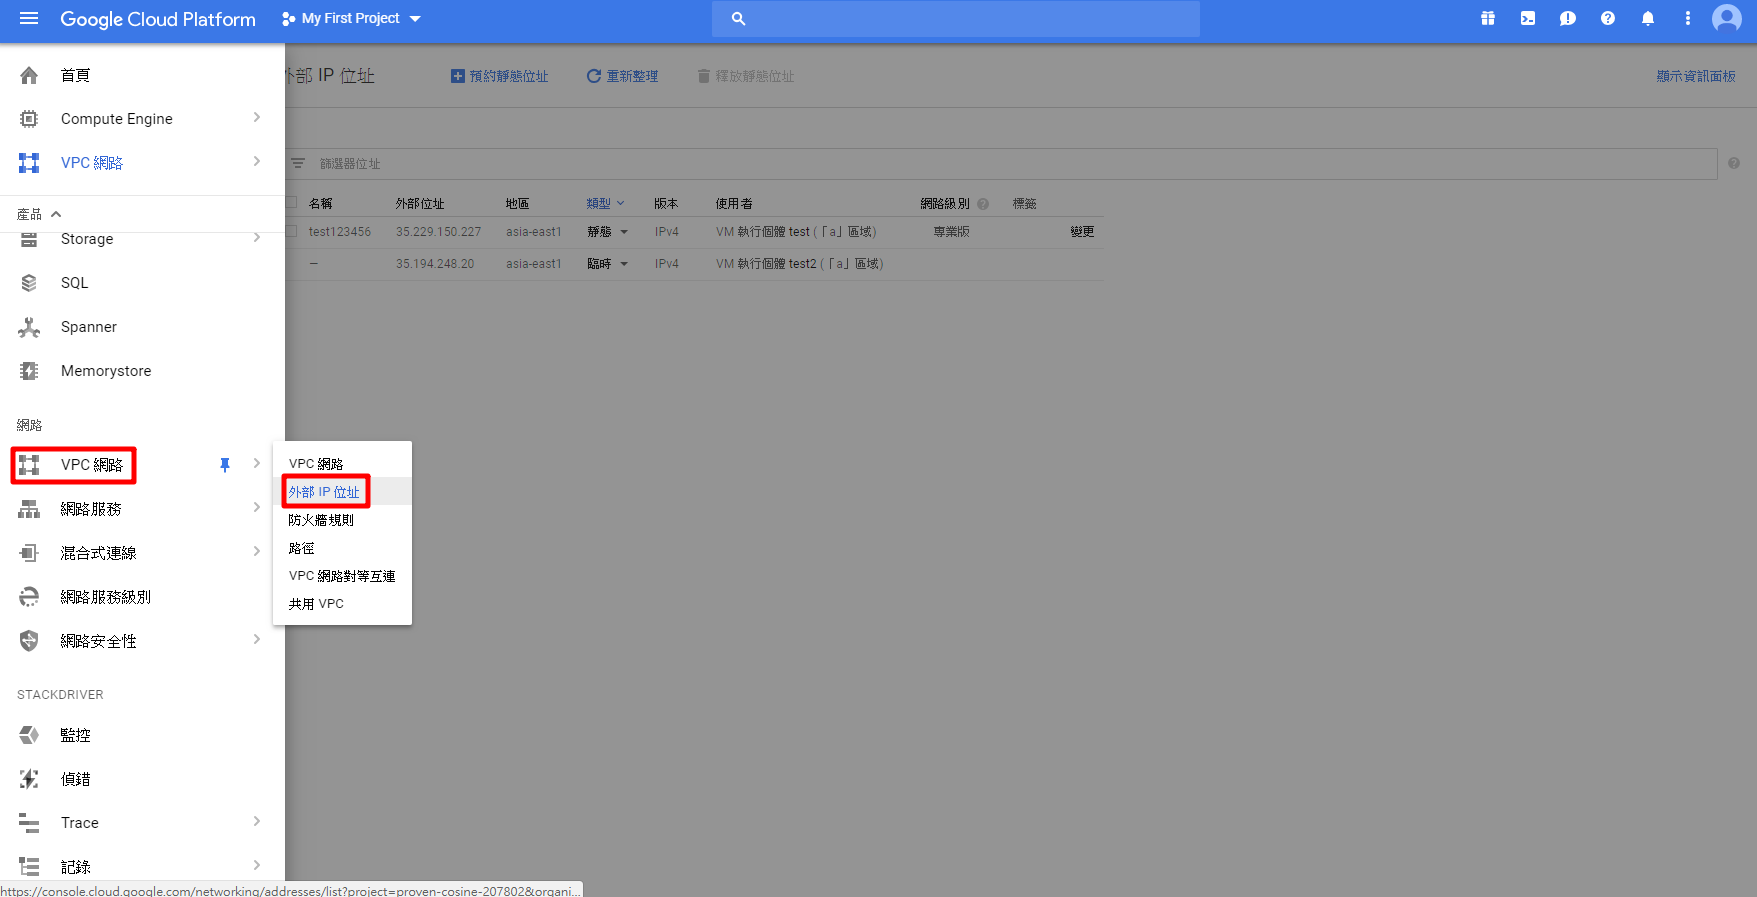 Google Cloud Platform
My First Project
首頁
Compute Engine
VPC 網路
產品
Storage
SQL
Spanner
Memorystore
網路
VPC 網路
網路服務
混合式連線
網路服務級別
網路安全性
STACKDRIVER
監控
偵錯
Trace
記錄
VPC 網路
外部 IP 位址
防火牆規則
路徑
VPC 網路對等互連
共用 VPC
外部 IP 位址
預約靜態位址
重新整理
釋放靜態位址
顯示資訊面板
篩選器位址
名稱 外部位址 地區 類型 版本 使用者 網路級別 標籤
test123456 35.229.150.227 asia-east1 靜態 IPv4 VM 執行個體 test (「a」區域) 專業版 變更
— 35.194.248.20 asia-east1 臨時 IPv4 VM 執行個體 test2 (「a」區域)
https://console.cloud.google.com/networking/addresses/list?project=proven-cosine-207802&organi...